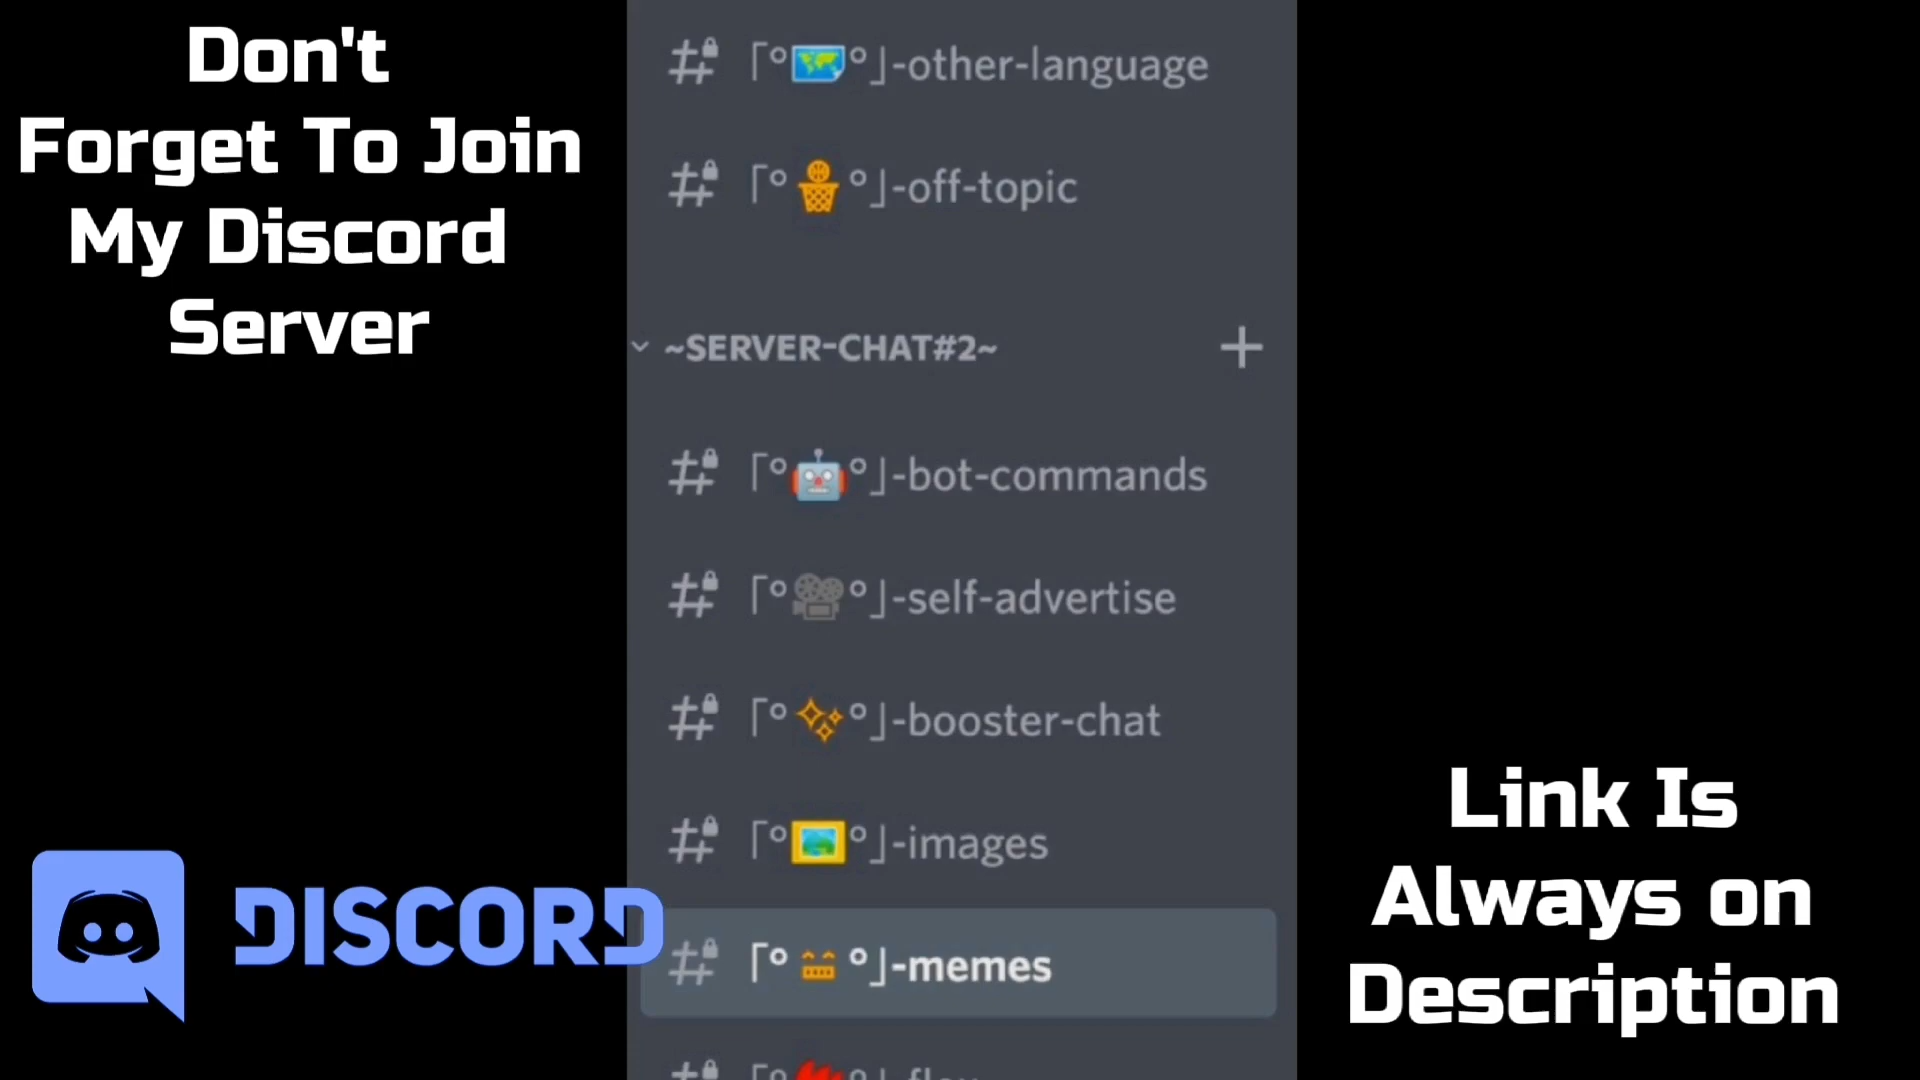 Don't
Forget To Join
My Discord
Server
「°🗺️°」-other-language
「°🗑️°」-off-topic
~SERVER-CHAT#2~
「°🤖°」-bot-commands
「°🎥°」-self-advertise
「°✨°」-booster-chat
「°🖼️°」-images
「°😁°」-memes
DISCORD
Link Is
Always on
Description